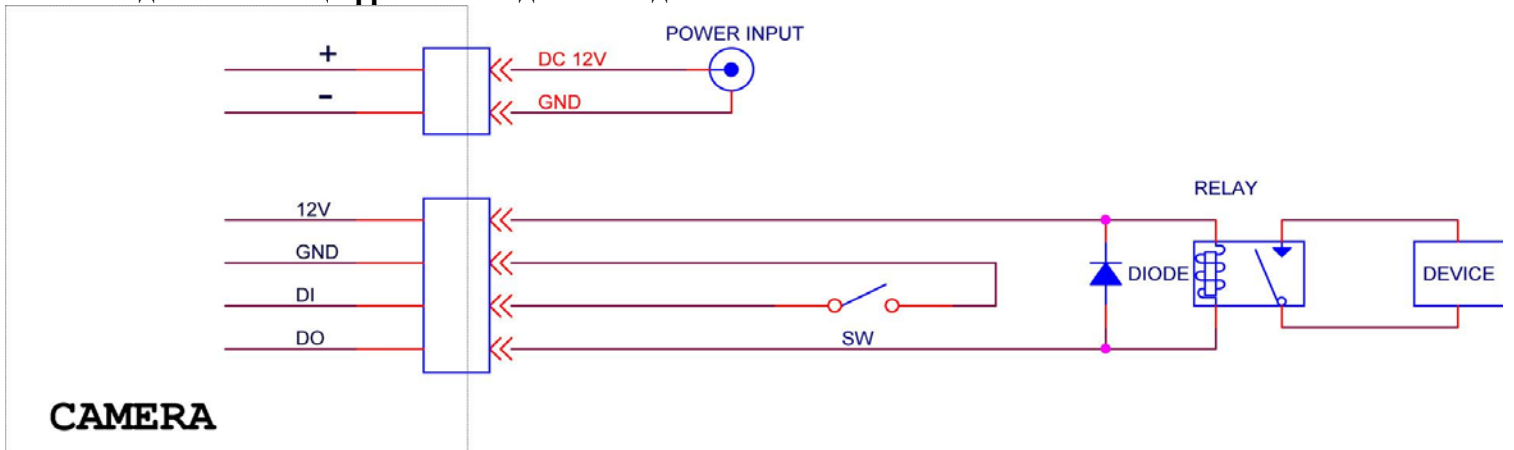 POWER INPUT
+
DC 12V
-
GND
RELAY
12V
GND
DI
DIODE
DEVICE
DO
SW
CAMERA